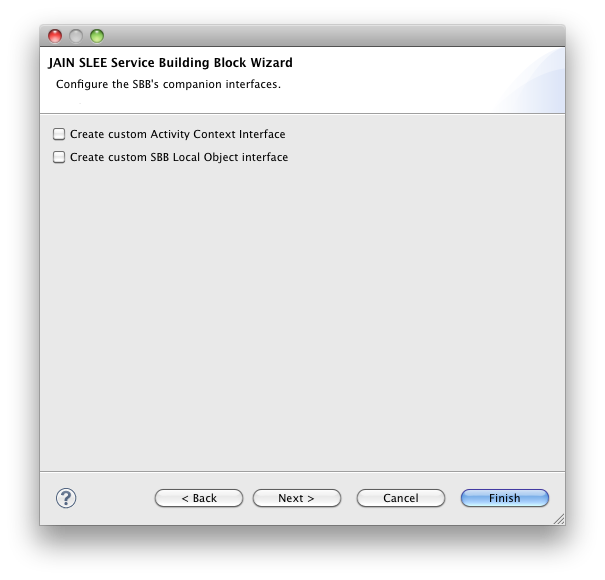 JAIN SLEE Service Building Block Wizard
Configure the SBB's companion interfaces.
Create custom Activity Context Interface
Create custom SBB Local Object interface
?
< Back
Next >
Cancel
Finish